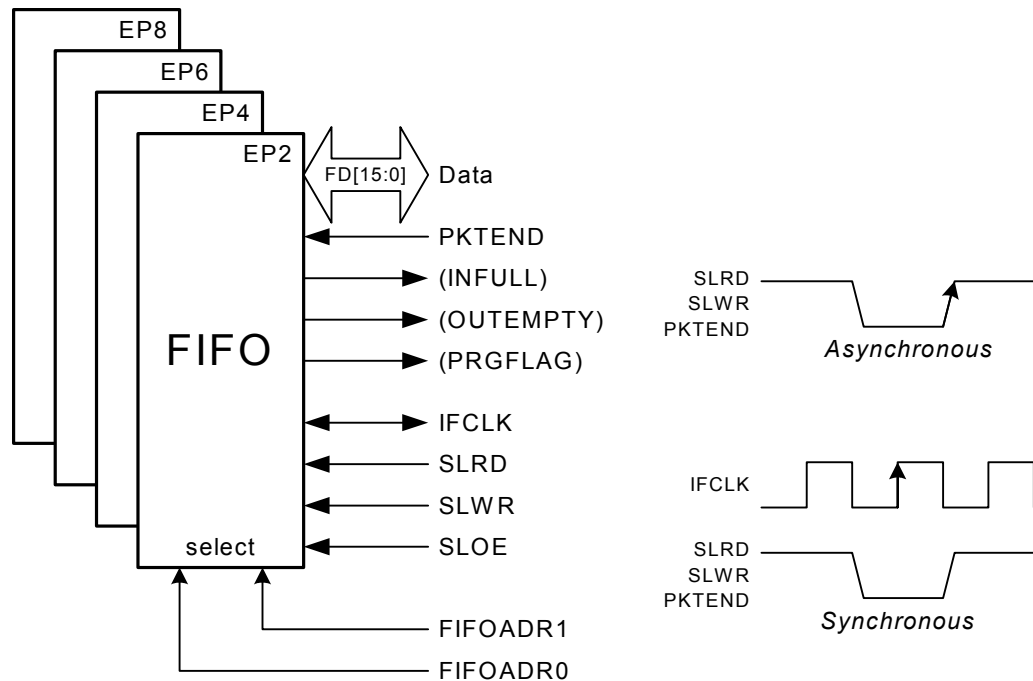 EP8
EP6
EP4
EP2
FD[15:0]
Data
PKTEND
(INFULL)
(OUTEMPTY)
(PRGFLAG)
FIFO
IFCLK
SLRD
SLWR
SLOE
select
FIFOADR1
FIFOADR0
SLRD
SLWR
PKTEND
Asynchronous
IFCLK
SLRD
SLWR
PKTEND
Synchronous